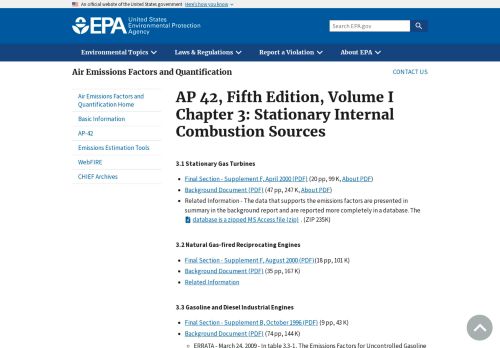 An official website of the United States government Here's how you know
EPA United States Environmental Protection Agency
Search EPA.gov
Environmental Topics Laws & Regulations Report a Violation About EPA
Air Emissions Factors and Quantification
CONTACT US
Air Emissions Factors and Quantification Home
Basic Information
AP-42
Emissions Estimation Tools
WebFIRE
CHIEF Archives
AP 42, Fifth Edition, Volume I
Chapter 3: Stationary Internal
Combustion Sources
3.1 Stationary Gas Turbines
Final Section - Supplement F, April 2000 (PDF) (20 pp, 99 K, About PDF)
Background Document (PDF) (47 pp, 247 K, About PDF)
Related Information - The data that supports the emissions factors are presented in
summary in the background report and are reported more completely in a database. The
database is a zipped MS Access file (zip) . (ZIP 235K)
3.2 Natural Gas-fired Reciprocating Engines
Final Section - Supplement F, August 2000 (PDF)(18 pp, 101 K)
Background Document (PDF) (35 pp, 167 K)
Related Information
3.3 Gasoline and Diesel Industrial Engines
Final Section - Supplement B, October 1996 (PDF) (9 pp, 43 K)
Background Document (PDF) (74 pp, 144 K)
ERRATA - March 24, 2009 - In table 3.3-1. The Emissions Factors for Uncontrolled Gasoline